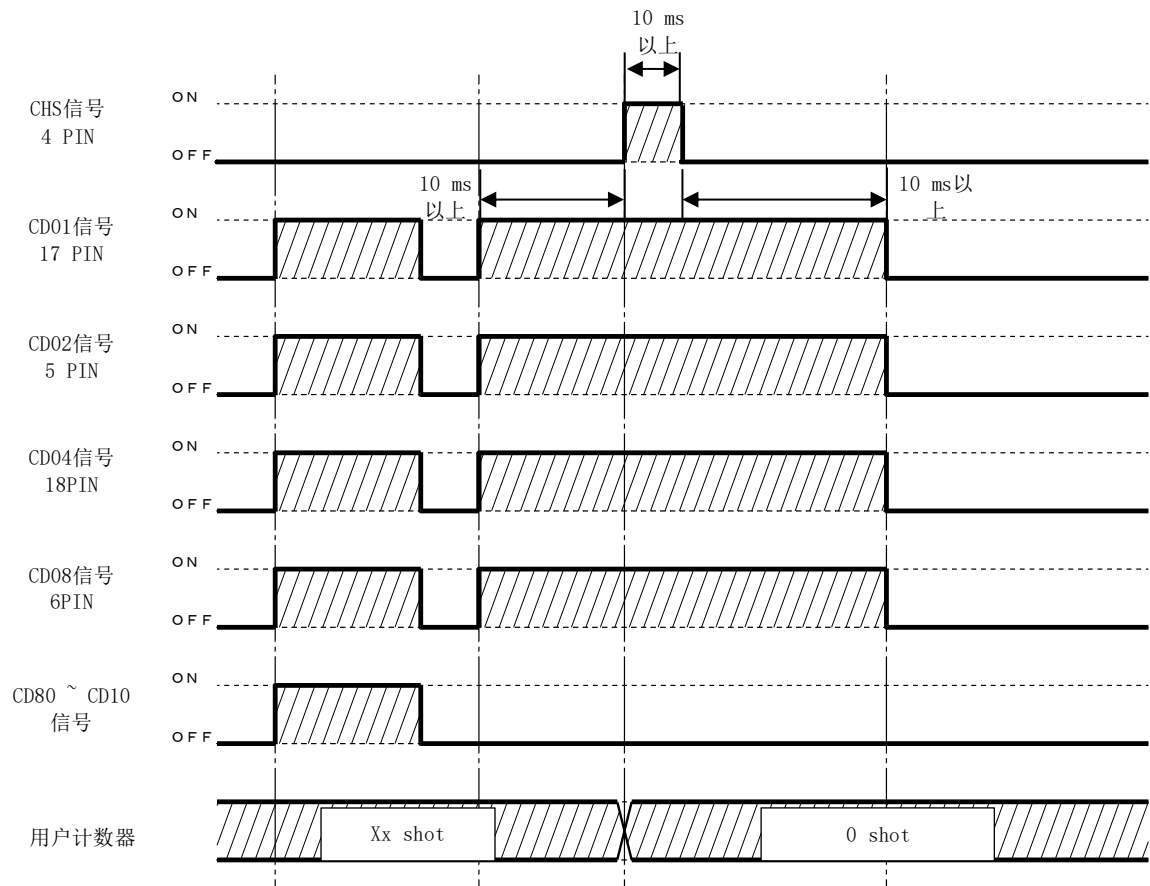 10 ms
以上
CHS信号
4 PIN
ON
OFF
10 ms
以上
10 ms以
上
CD01信号
17 PIN
ON
OFF
CD02信号
5 PIN
ON
OFF
CD04信号
18PIN
ON
OFF
CD08信号
6PIN
ON
OFF
CD80 ~ CD10
信号
ON
OFF
用户计数器
Xx shot
0 shot